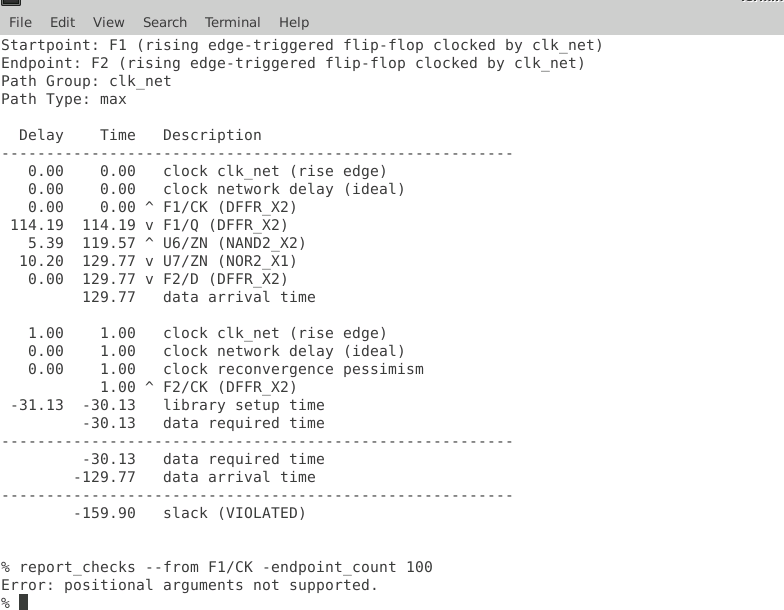 File Edit View Search Terminal Help
Startpoint: F1 (rising edge-triggered flip-flop clocked by clk_net)
Endpoint: F2 (rising edge-triggered flip-flop clocked by clk_net)
Path Group: clk_net
Path Type: max
Delay Time Description
---------------------------------------------------------
0.00 0.00 clock clk_net (rise edge)
0.00 0.00 clock network delay (ideal)
0.00 0.00 ^ F1/CK (DFFR_X2)
114.19 114.19 v F1/Q (DFFR_X2)
5.39 119.57 ^ U6/ZN (NAND2_X2)
10.20 129.77 v U7/ZN (NOR2_X1)
0.00 129.77 v F2/D (DFFR_X2)
129.77 data arrival time
1.00 1.00 clock clk_net (rise edge)
0.00 1.00 clock network delay (ideal)
0.00 1.00 clock reconvergence pessimism
1.00 ^ F2/CK (DFFR_X2)
-31.13 -30.13 library setup time
-30.13 data required time
---------------------------------------------------------
-30.13 data required time
-129.77 data arrival time
---------------------------------------------------------
-159.90 slack (VIOLATED)
% report_checks --from F1/CK -endpoint_count 100
Error: positional arguments not supported.
%